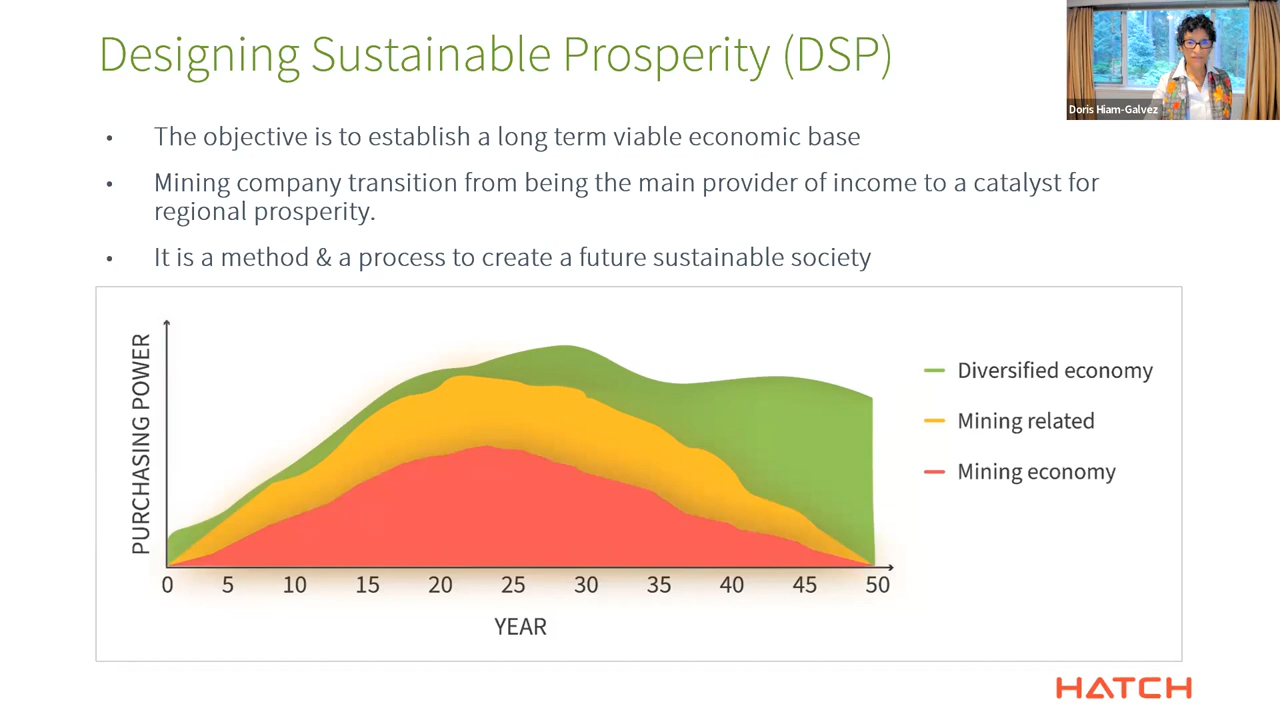 Designing Sustainable Prosperity (DSP)
Doris Hiam-Galvez
• The objective is to establish a long term viable economic base
• Mining company transition from being the main provider of income to a catalyst for
regional prosperity.
• It is a method & a process to create a future sustainable society
PURCHASING POWER
Diversified economy
Mining related
Mining economy
0 5 10 15 20 25 30 35 40 45 50
YEAR
HATCH